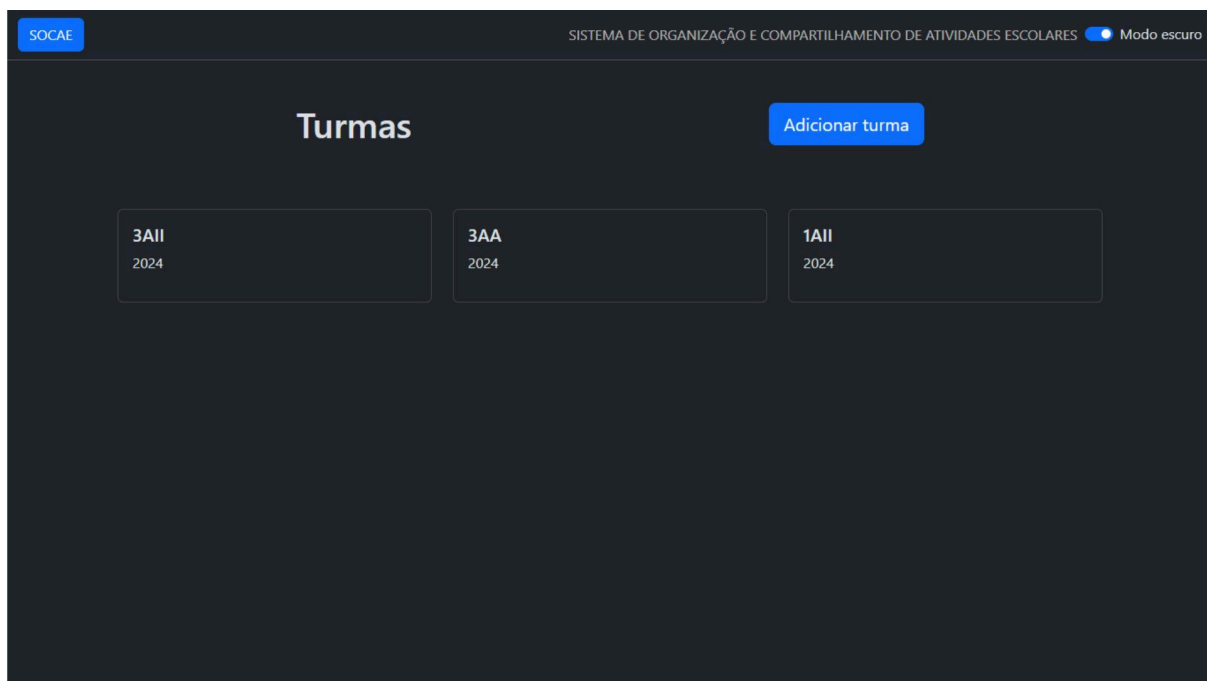 SOCAE
SISTEMA DE ORGANIZAÇÃO E COMPARTILHAMENTO DE ATIVIDADES ESCOLARES Modo escuro
Turmas
Adicionar turma
3AII
2024
3AA
2024
1AII
2024